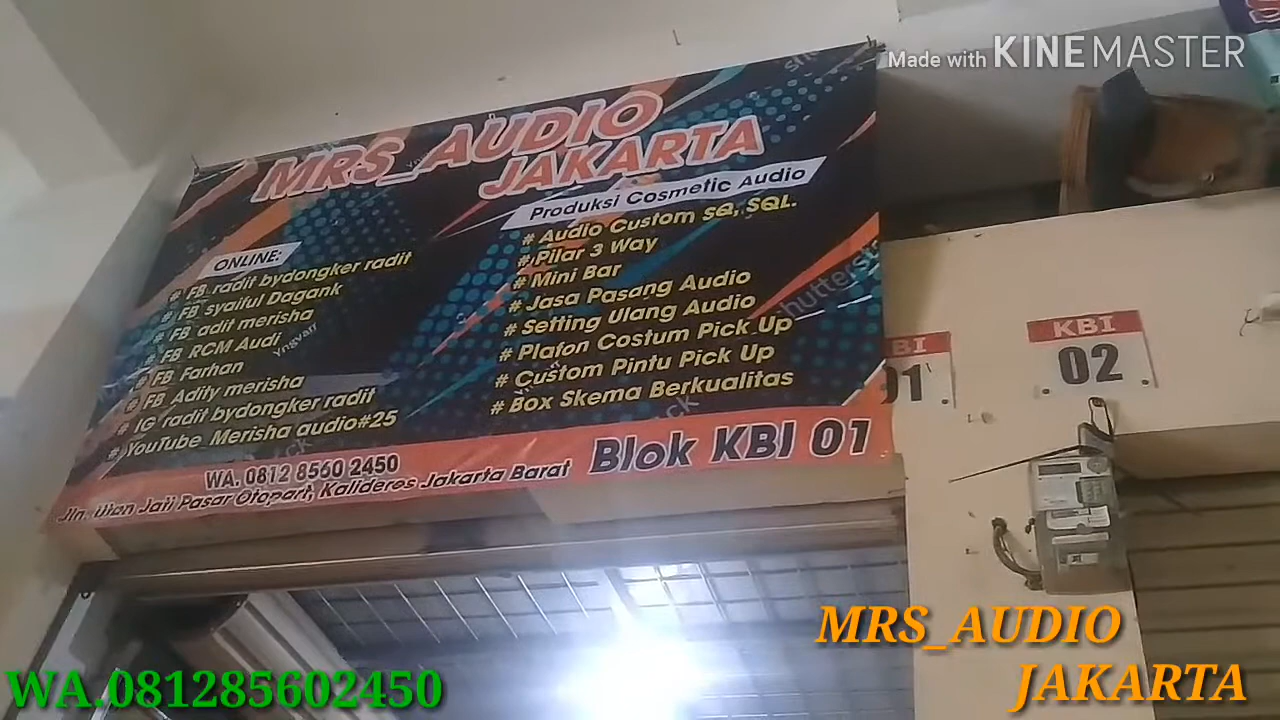 Made with KINEMASTER
MRS_AUDIO
JAKARTA
Produksi Cosmetic Audio
# Audio Custom SQ, SQL.
# Pilar 3 Way
# Mini Bar
# Jasa Pasang Audio
# Setting Ulang Audio
# Plafon Costum Pick Up
# Custom Pintu Pick Up
# Box Skema Berkualitas
ONLINE:
# FB radit bydongker radit
# FB syaiful Dagank
# FB adit merisha
# FB RCM Audi
# FB Farhan
# FB Adity merisha
# IG radit bydongker radit
# YouTube Merisha audio#25
WA. 0812 8560 2450
Jln. Utan Jati Pasar Otopart, Kalideres Jakarta Barat
Blok KBI 01
shutterstock
Yngvarr
KBI
02
MRS_AUDIO
JAKARTA
WA.081285602450